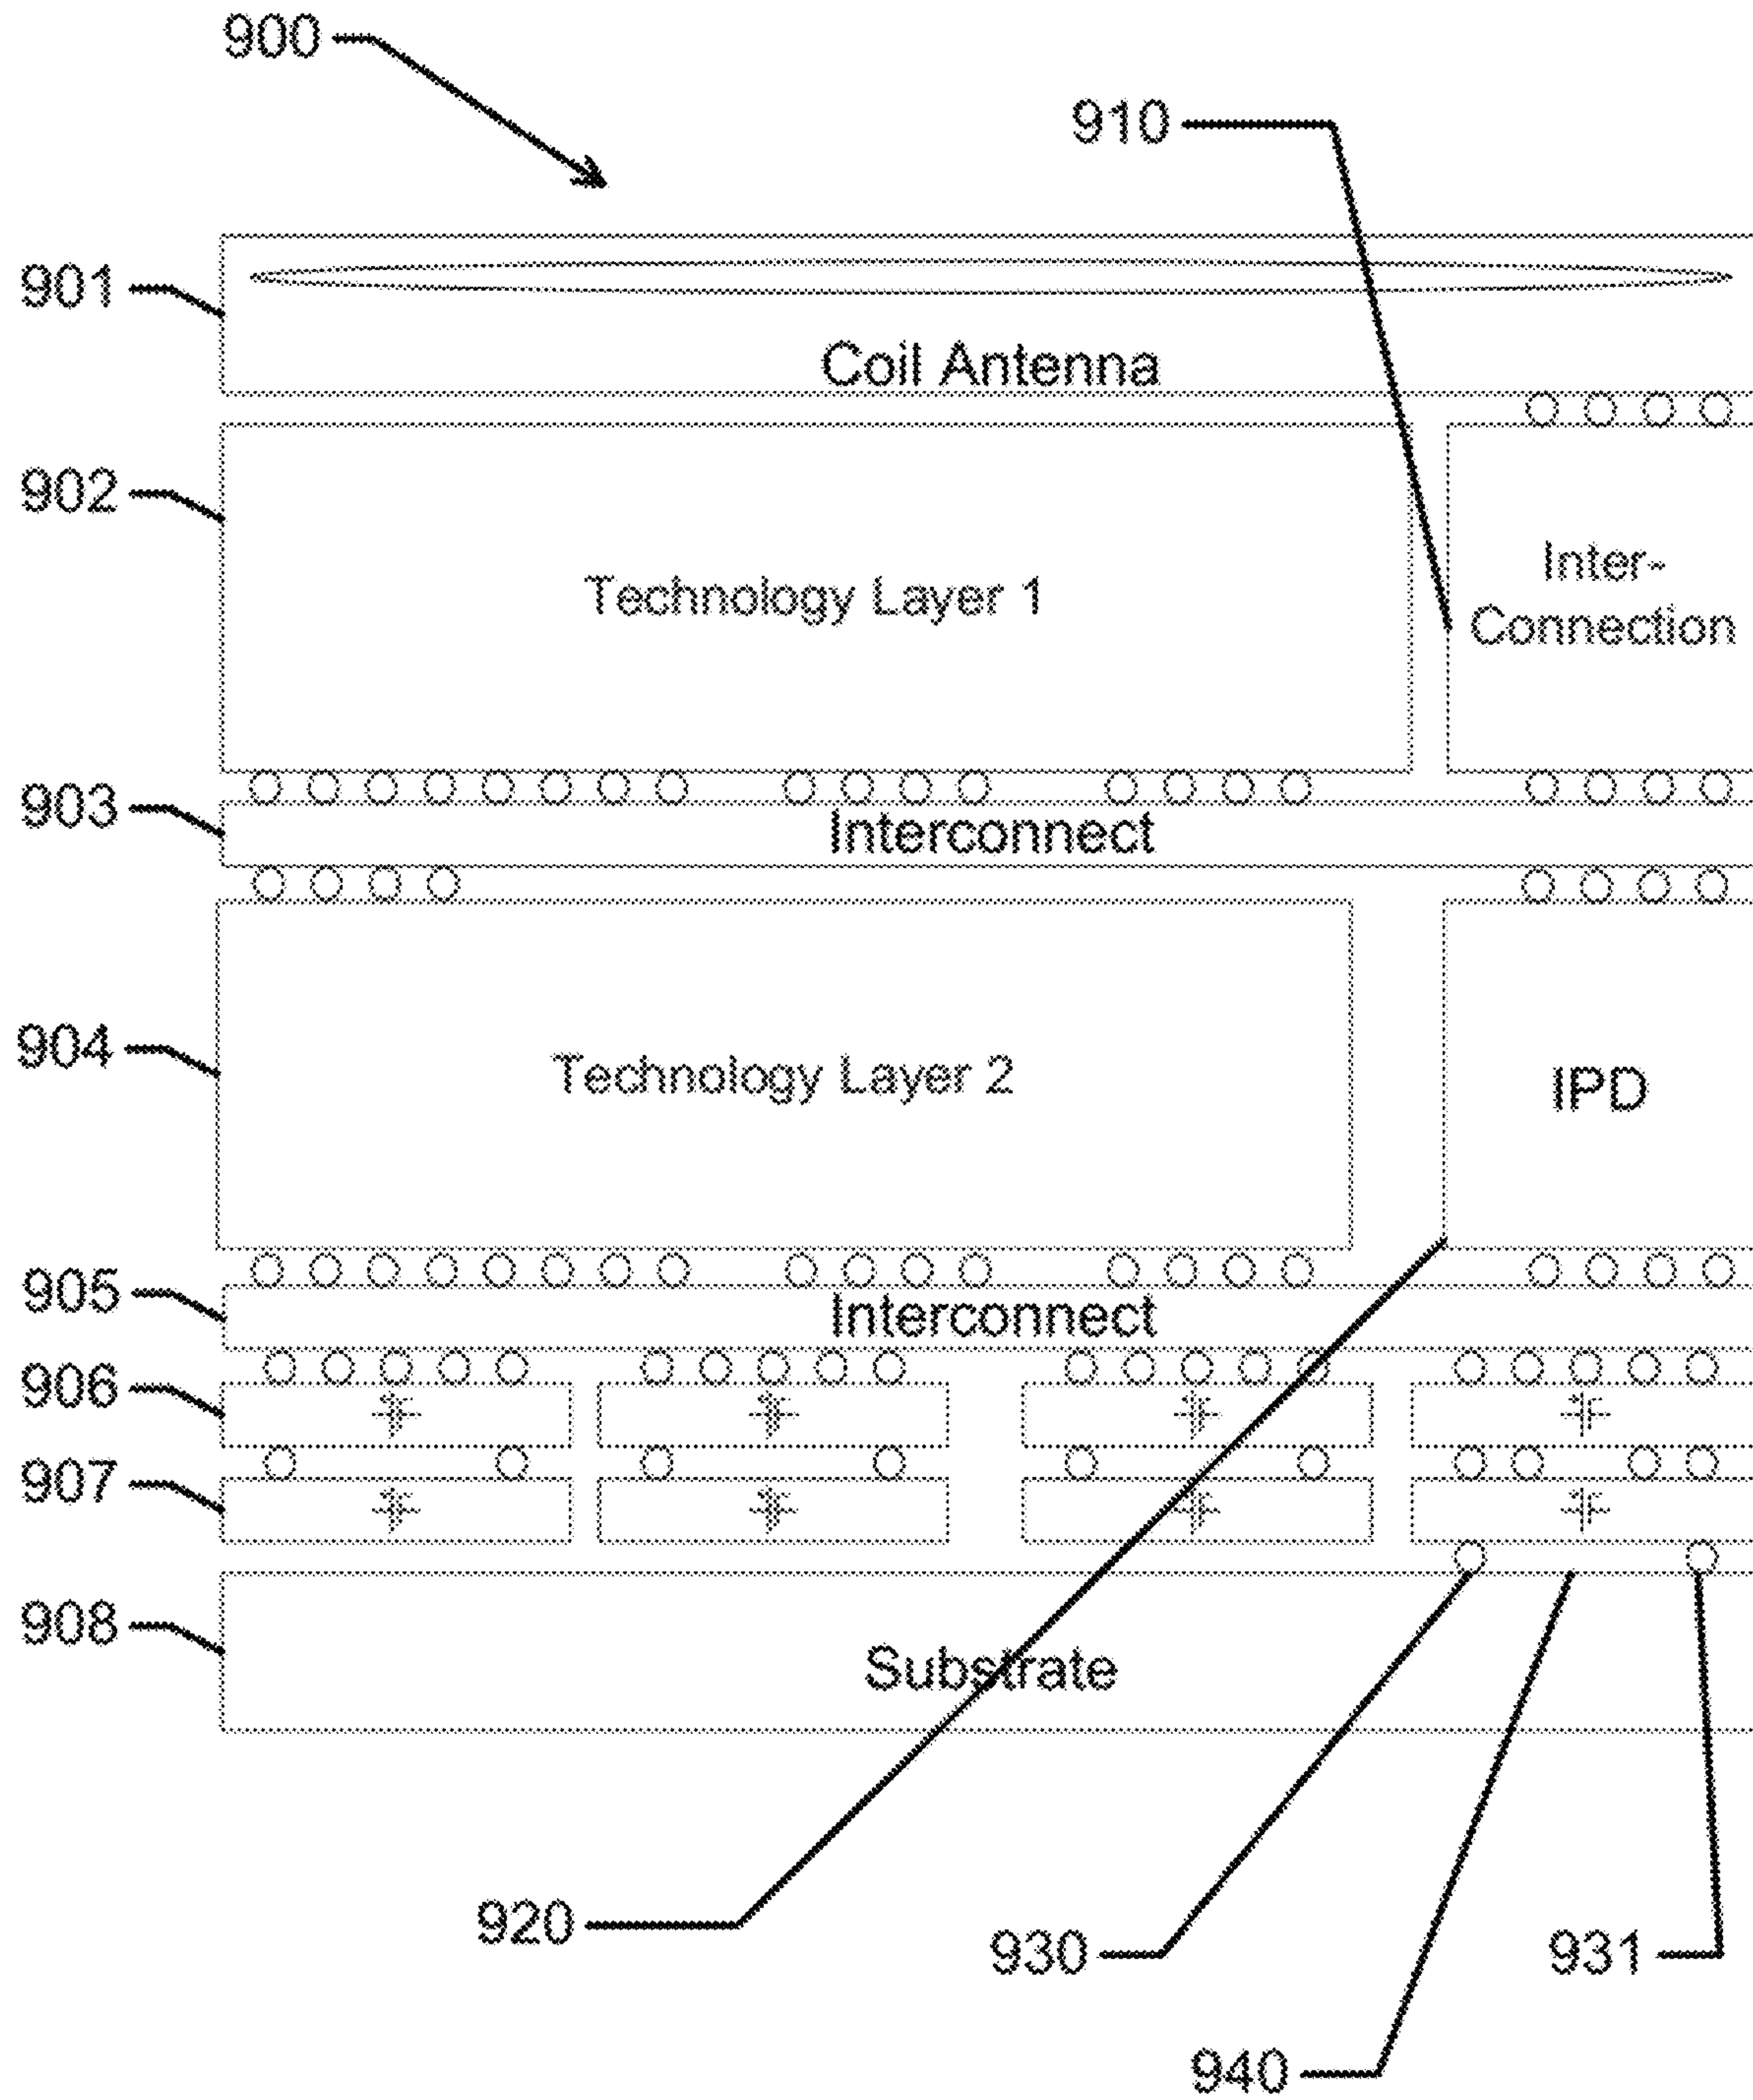 900
910
901
Coil Antenna
902
Technology Layer 1
Inter-
Connection
903
Interconnect
904
Technology Layer 2
IPD
905
Interconnect
906
907
908
Substrate
920
930
931
940